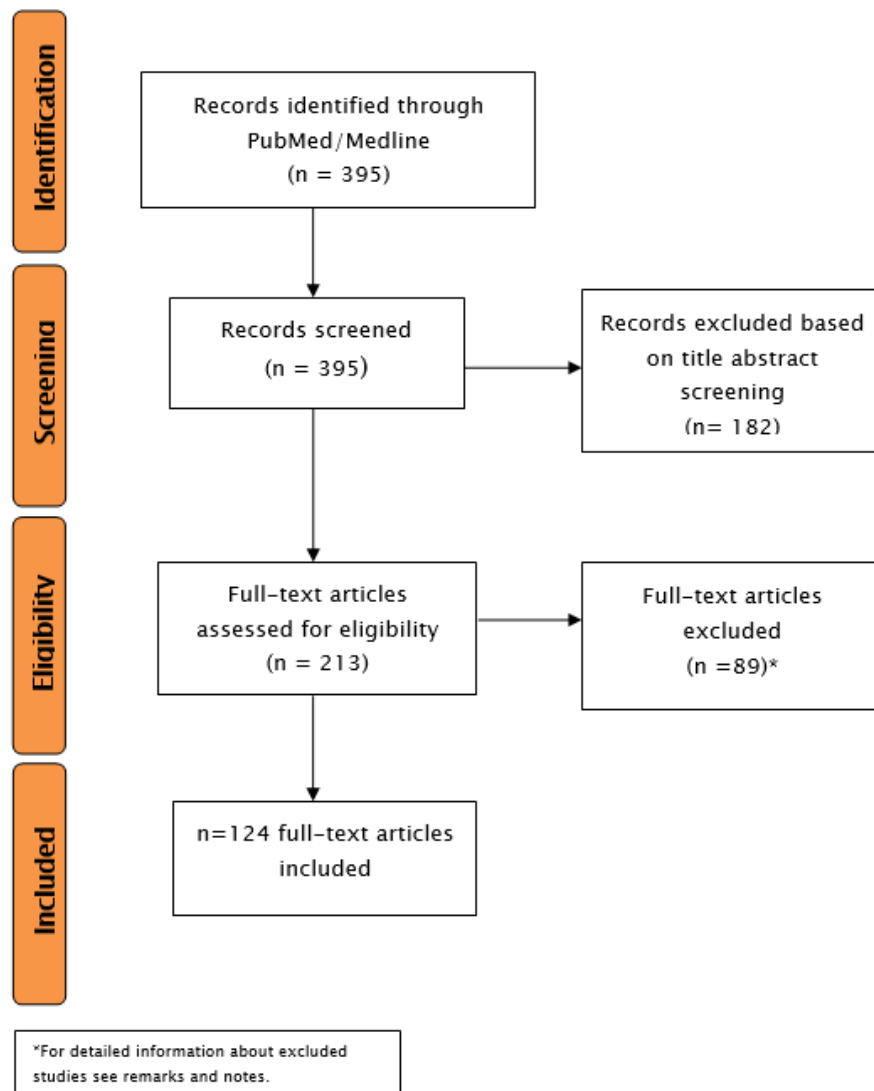 Identification
Records identified through
PubMed/Medline
(n = 395)
Screening
Records screened
(n = 395)
Records excluded based
on title abstract
screening
(n= 182)
Eligibility
Full-text articles
assessed for eligibility
(n = 213)
Full-text articles
excluded
(n =89)*
Included
n=124 full-text articles
included
*For detailed information about excluded
studies see remarks and notes.